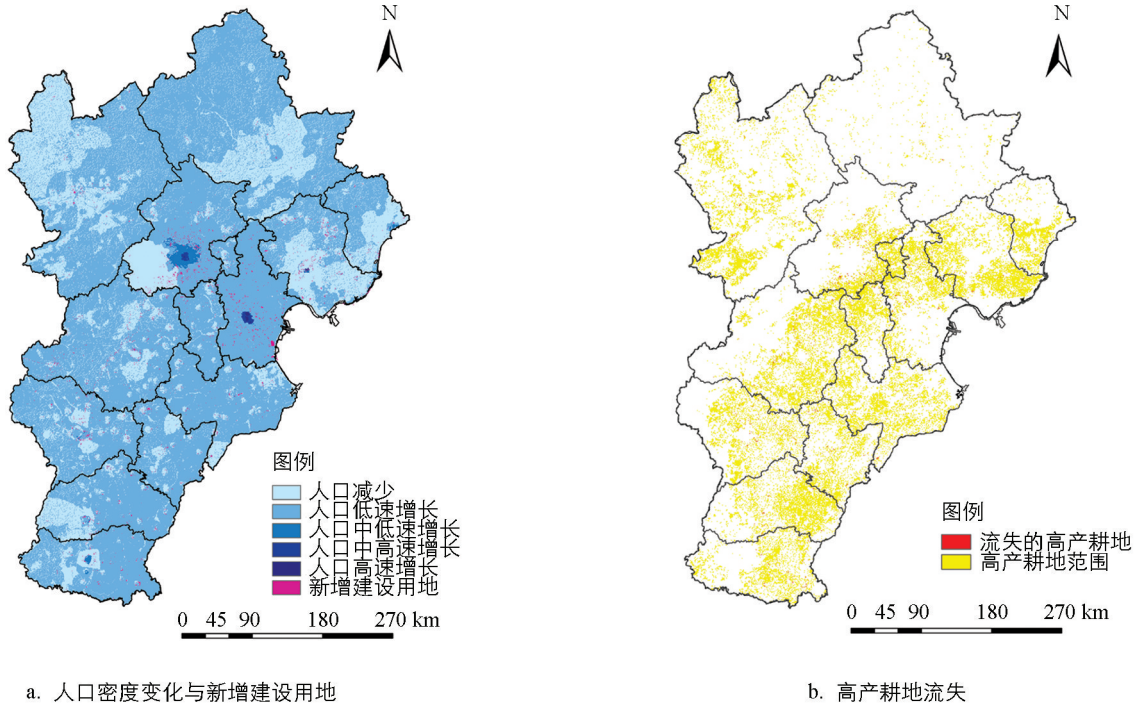 N
图例
人口减少
人口低速增长
人口中低速增长
人口中高速增长
人口高速增长
新增建设用地
0 45 90 180 270 km
a. 人口密度变化与新增建设用地
N
图例
流失的高产耕地
高产耕地范围
0 45 90 180 270 km
b. 高产耕地流失